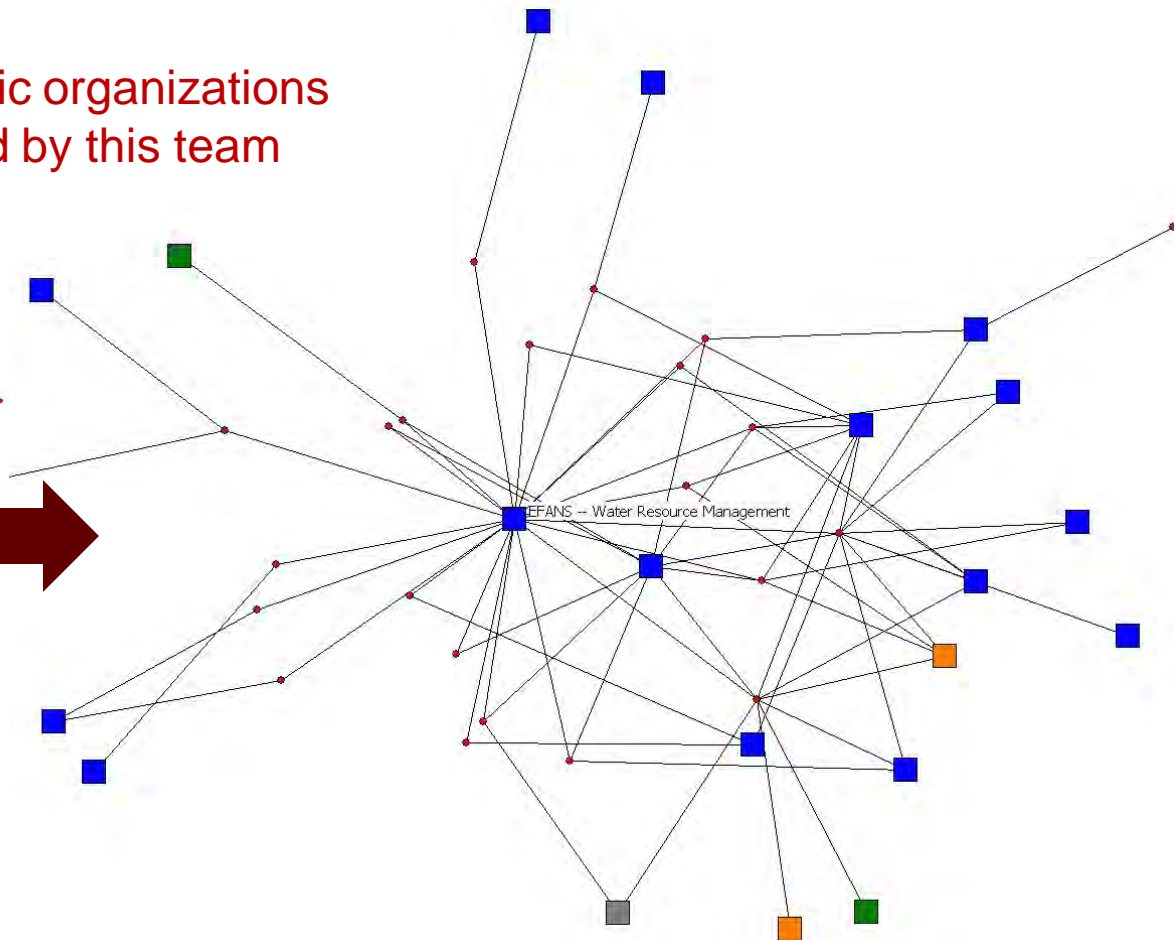 ic organizations
d by this team
EFANS -- Water Resource Management